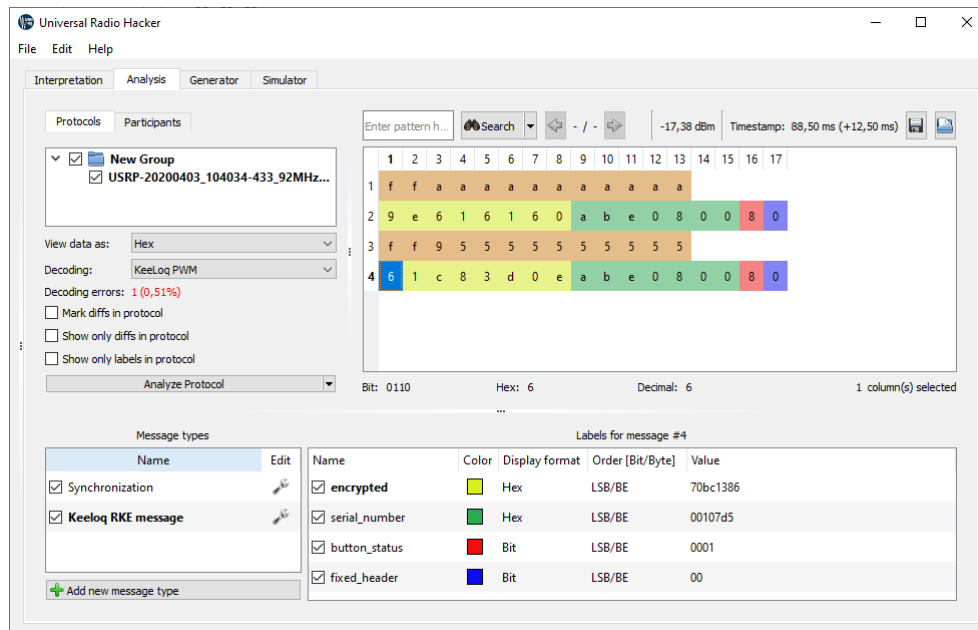 Universal Radio Hacker
File Edit Help
Interpretation Analysis Generator Simulator
Protocols Participants
New Group
USRP-20200403_104034-433_92MHz...
View data as: Hex
Decoding: KeeLoq PWM
Decoding errors: 1 (0,51%)
Mark diffs in protocol
Show only diffs in protocol
Show only labels in protocol
Analyze Protocol
Enter pattern h... Search - / - -17,38 dBm Timestamp: 88,50 ms (+12,50 ms)
1 2 3 4 5 6 7 8 9 10 11 12 13 14 15 16 17
1 f f a a a a a a a a a a a
2 9 e 6 1 6 1 6 0 a b e 0 8 0 0 8 0
3 f f 9 5 5 5 5 5 5 5 5 5 5
4 6 1 c 8 3 d 0 e a b e 0 8 0 0 8 0
Bit: 0110 Hex: 6 Decimal: 6 1 column(s) selected
Message types
Name Edit
Synchronization
Keeloq RKE message
Add new message type
Labels for message #4
Name Color Display format Order [Bit/Byte] Value
encrypted Hex LSB/BE 70bc1386
serial_number Hex LSB/BE 00107d5
button_status Bit LSB/BE 0001
fixed_header Bit LSB/BE 00